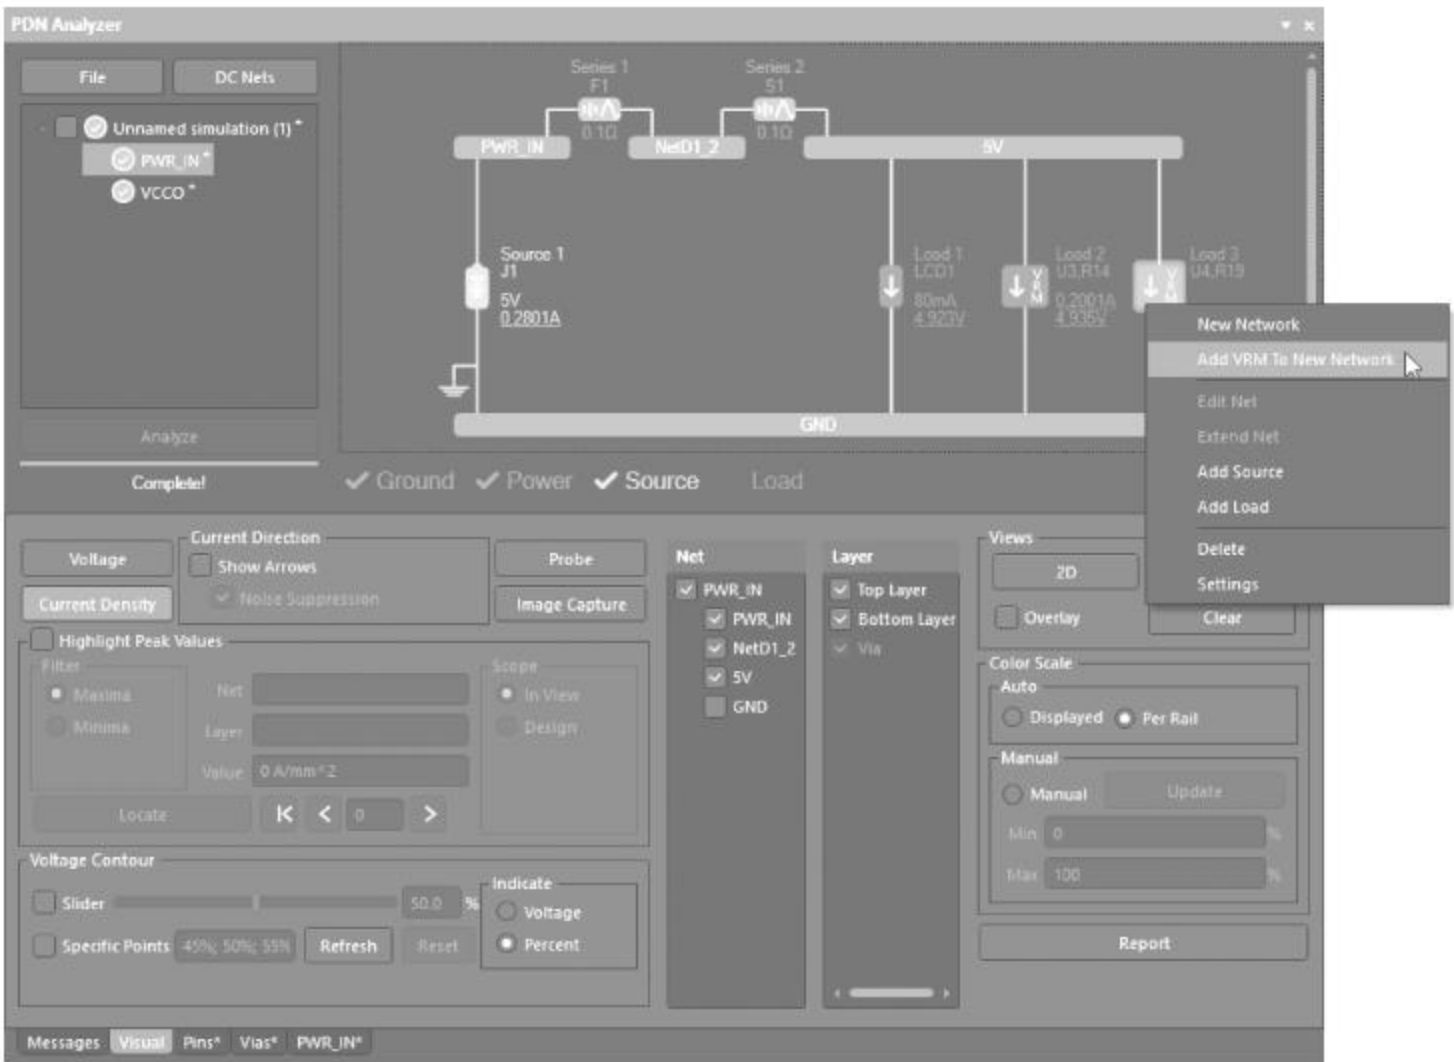 PDN Analyzer
File
DC Nets
Unnamed simulation (1) *
PWR_IN *
VCCO *
Analyze
Complete!
Series 1
F1
0.1Ω
Series 2
S1
0.1Ω
PWR_IN
NetD1_2
5V
Source 1
J1
5V
0.2801A
Load 1
LCD1
80mA
4.923V
VRM
Load 2
U3,R14
0.2001A
4.935V
VRM
Load 3
U4,R19
GND
Ground
Power
Source
Load
New Network
Add VRM To New Network
Edit Net
Extend Net
Add Source
Add Load
Delete
Settings
Voltage
Current Density
Current Direction
Show Arrows
Noise Suppression
Probe
Image Capture
Highlight Peak Values
Filter
Maxima
Minima
Net
Layer
Value
0 A/mm^2
Scope
In View
Design
Locate
0
Voltage Contour
Slider
50.0
%
Specific Points
45%; 50%; 55%
Refresh
Reset
Indicate
Voltage
Percent
Net
PWR_IN
PWR_IN
NetD1_2
5V
GND
Layer
Top Layer
Bottom Layer
Via
Views
2D
Overlay
Clear
Color Scale
Auto
Displayed
Per Rail
Manual
Manual
Update
Min
0
%
Max
100
%
Report
Messages
Visual
Pins*
Vias*
PWR_IN*